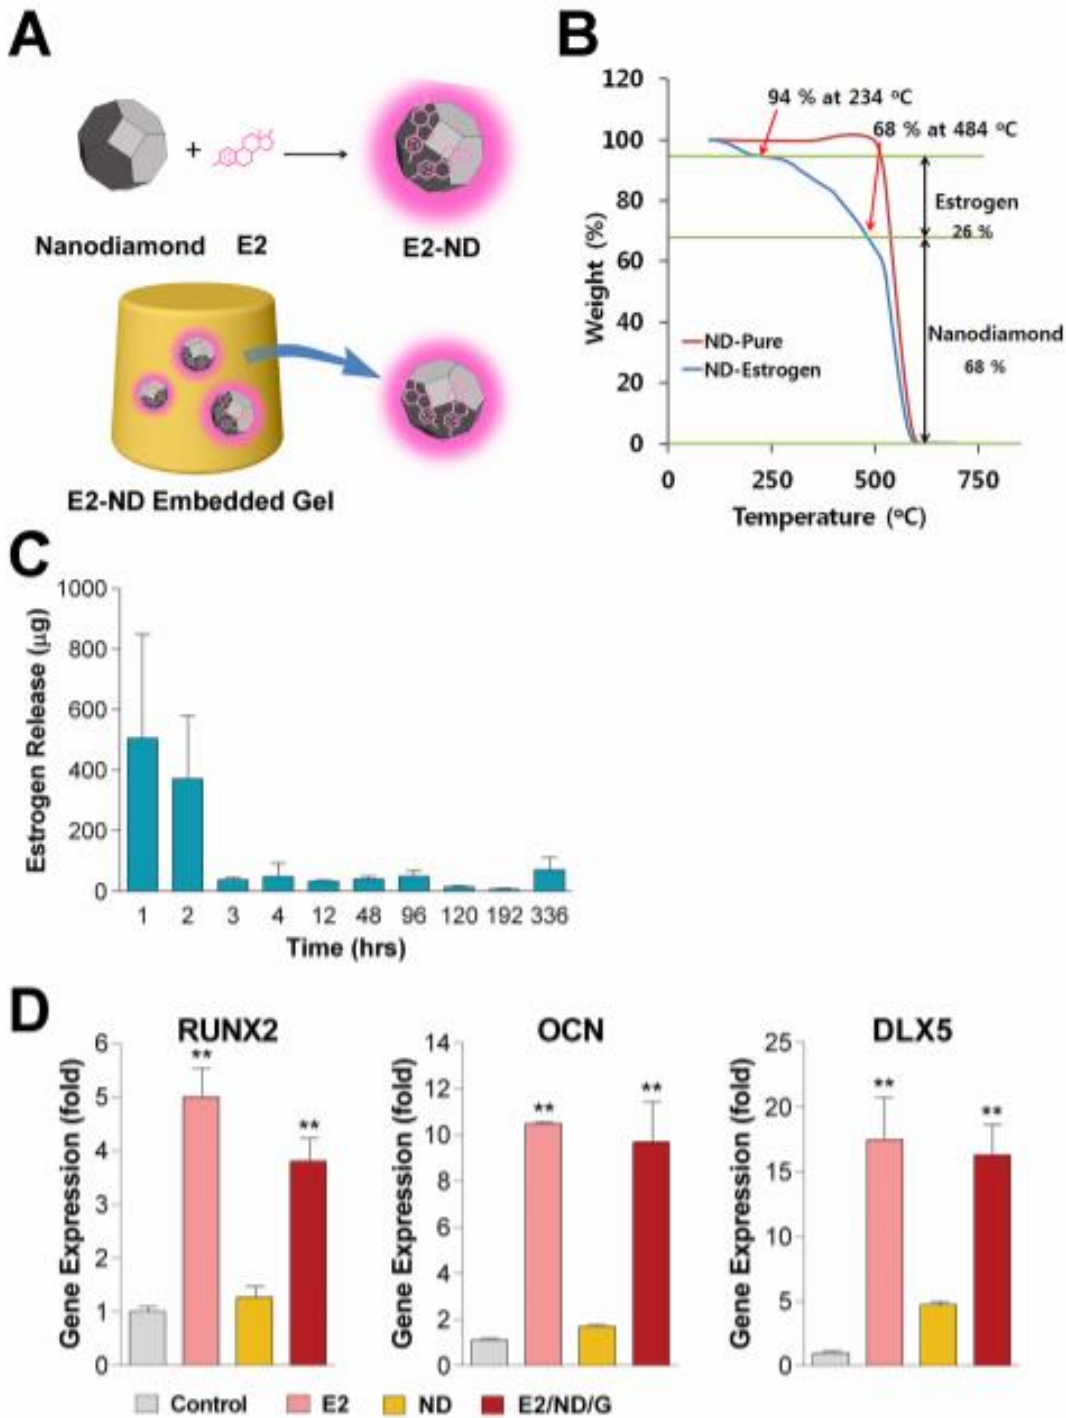 A
Nanodiamond + E2
E2-ND
E2-ND Embedded Gel
B
94 % at 234 °C
68 % at 484 °C
120
100
80
60
40
20
0
Weight (%)
Estrogen
26 %
Nanodiamond
68 %
ND-Pure
ND-Estrogen
0 250 500 750
Temperature (°C)
C
1000
800
600
400
200
0
Estrogen Release (μg)
1 2 3 4 12 48 96 120 192 336
Time (hrs)
D
RUNX2
6
5
4
3
2
1
0
Gene Expression (fold)
**
**
OCN
14
12
10
8
6
4
2
0
Gene Expression (fold)
**
**
DLX5
25
20
15
10
5
0
Gene Expression (fold)
**
**
Control E2 ND E2/ND/G